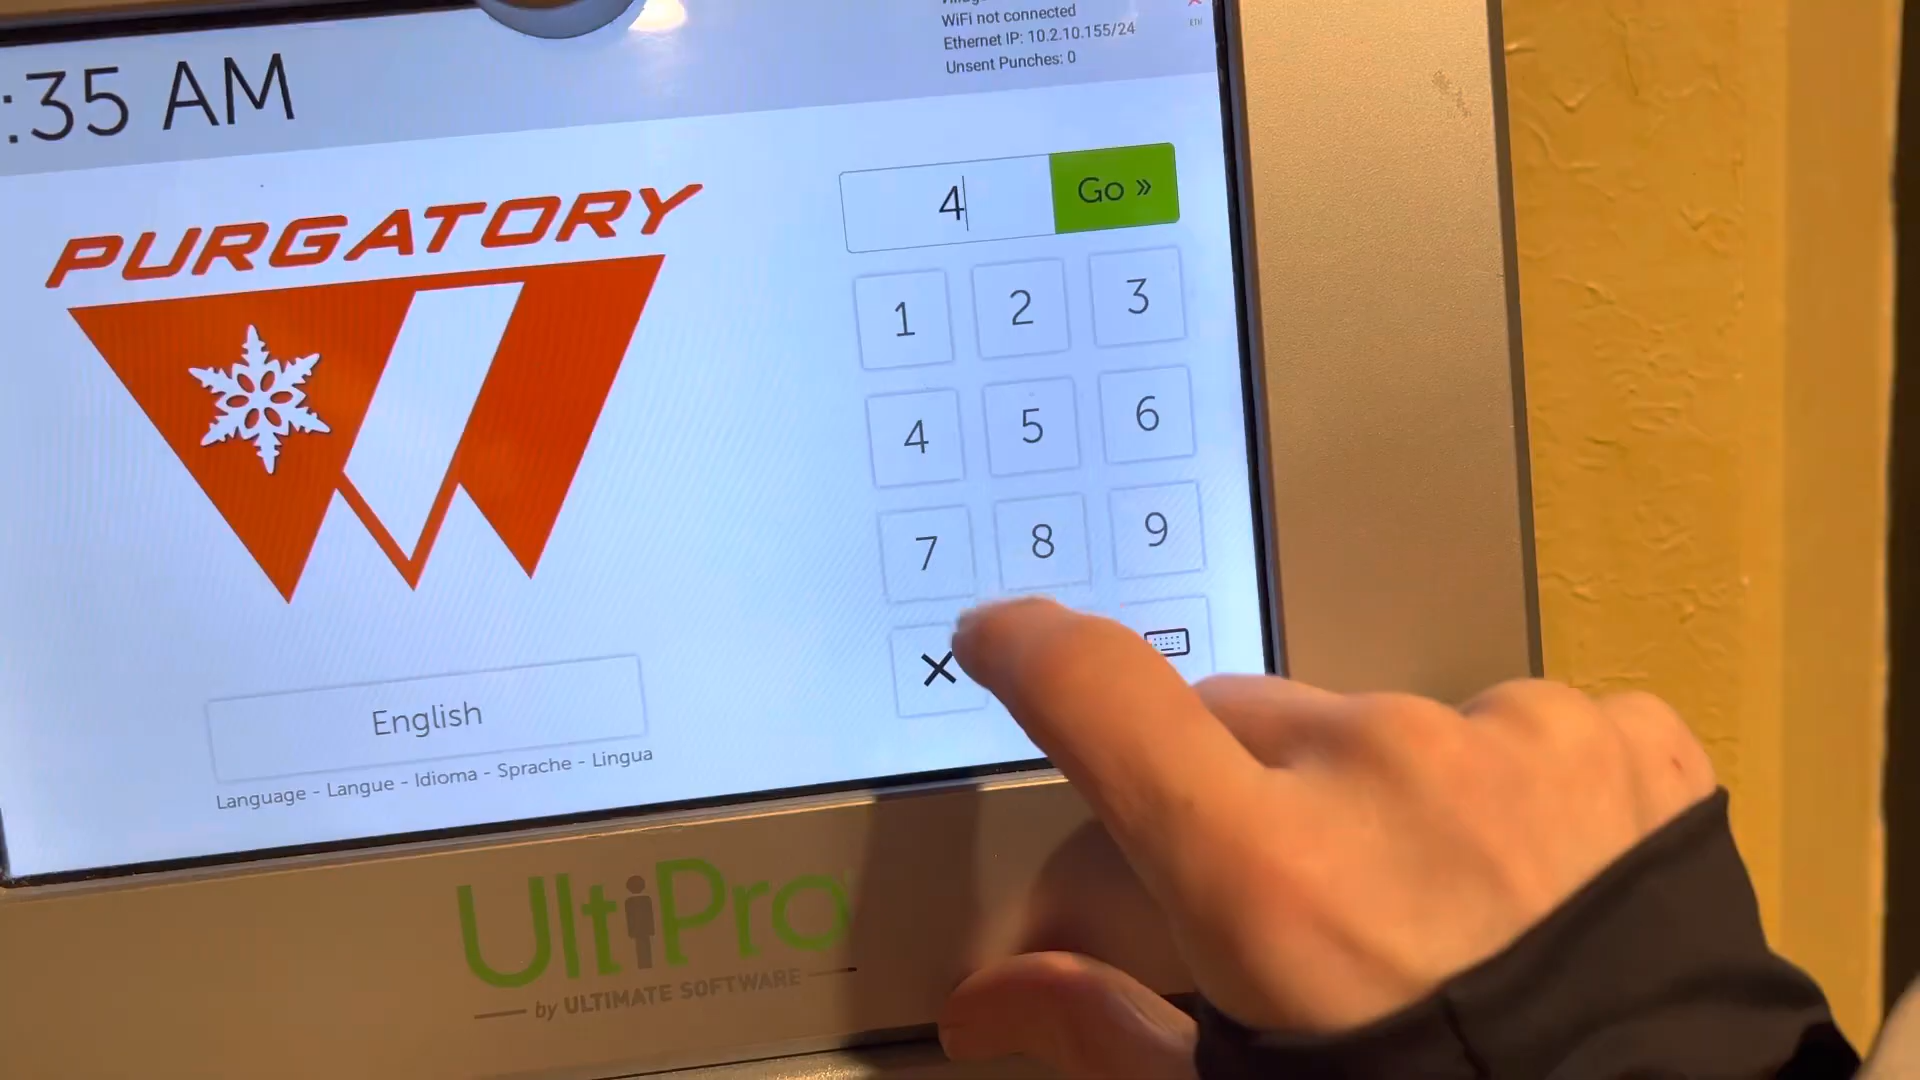 WiFi not connected
Ethernet IP: 10.2.10.155/24
Unsent Punches: 0
:35 AM
PURGATORY
4
Go »
1 2 3
4 5 6
7 8 9
English
Language - Langue - Idioma - Sprache - Lingua
UltiPro
by ULTIMATE SOFTWARE